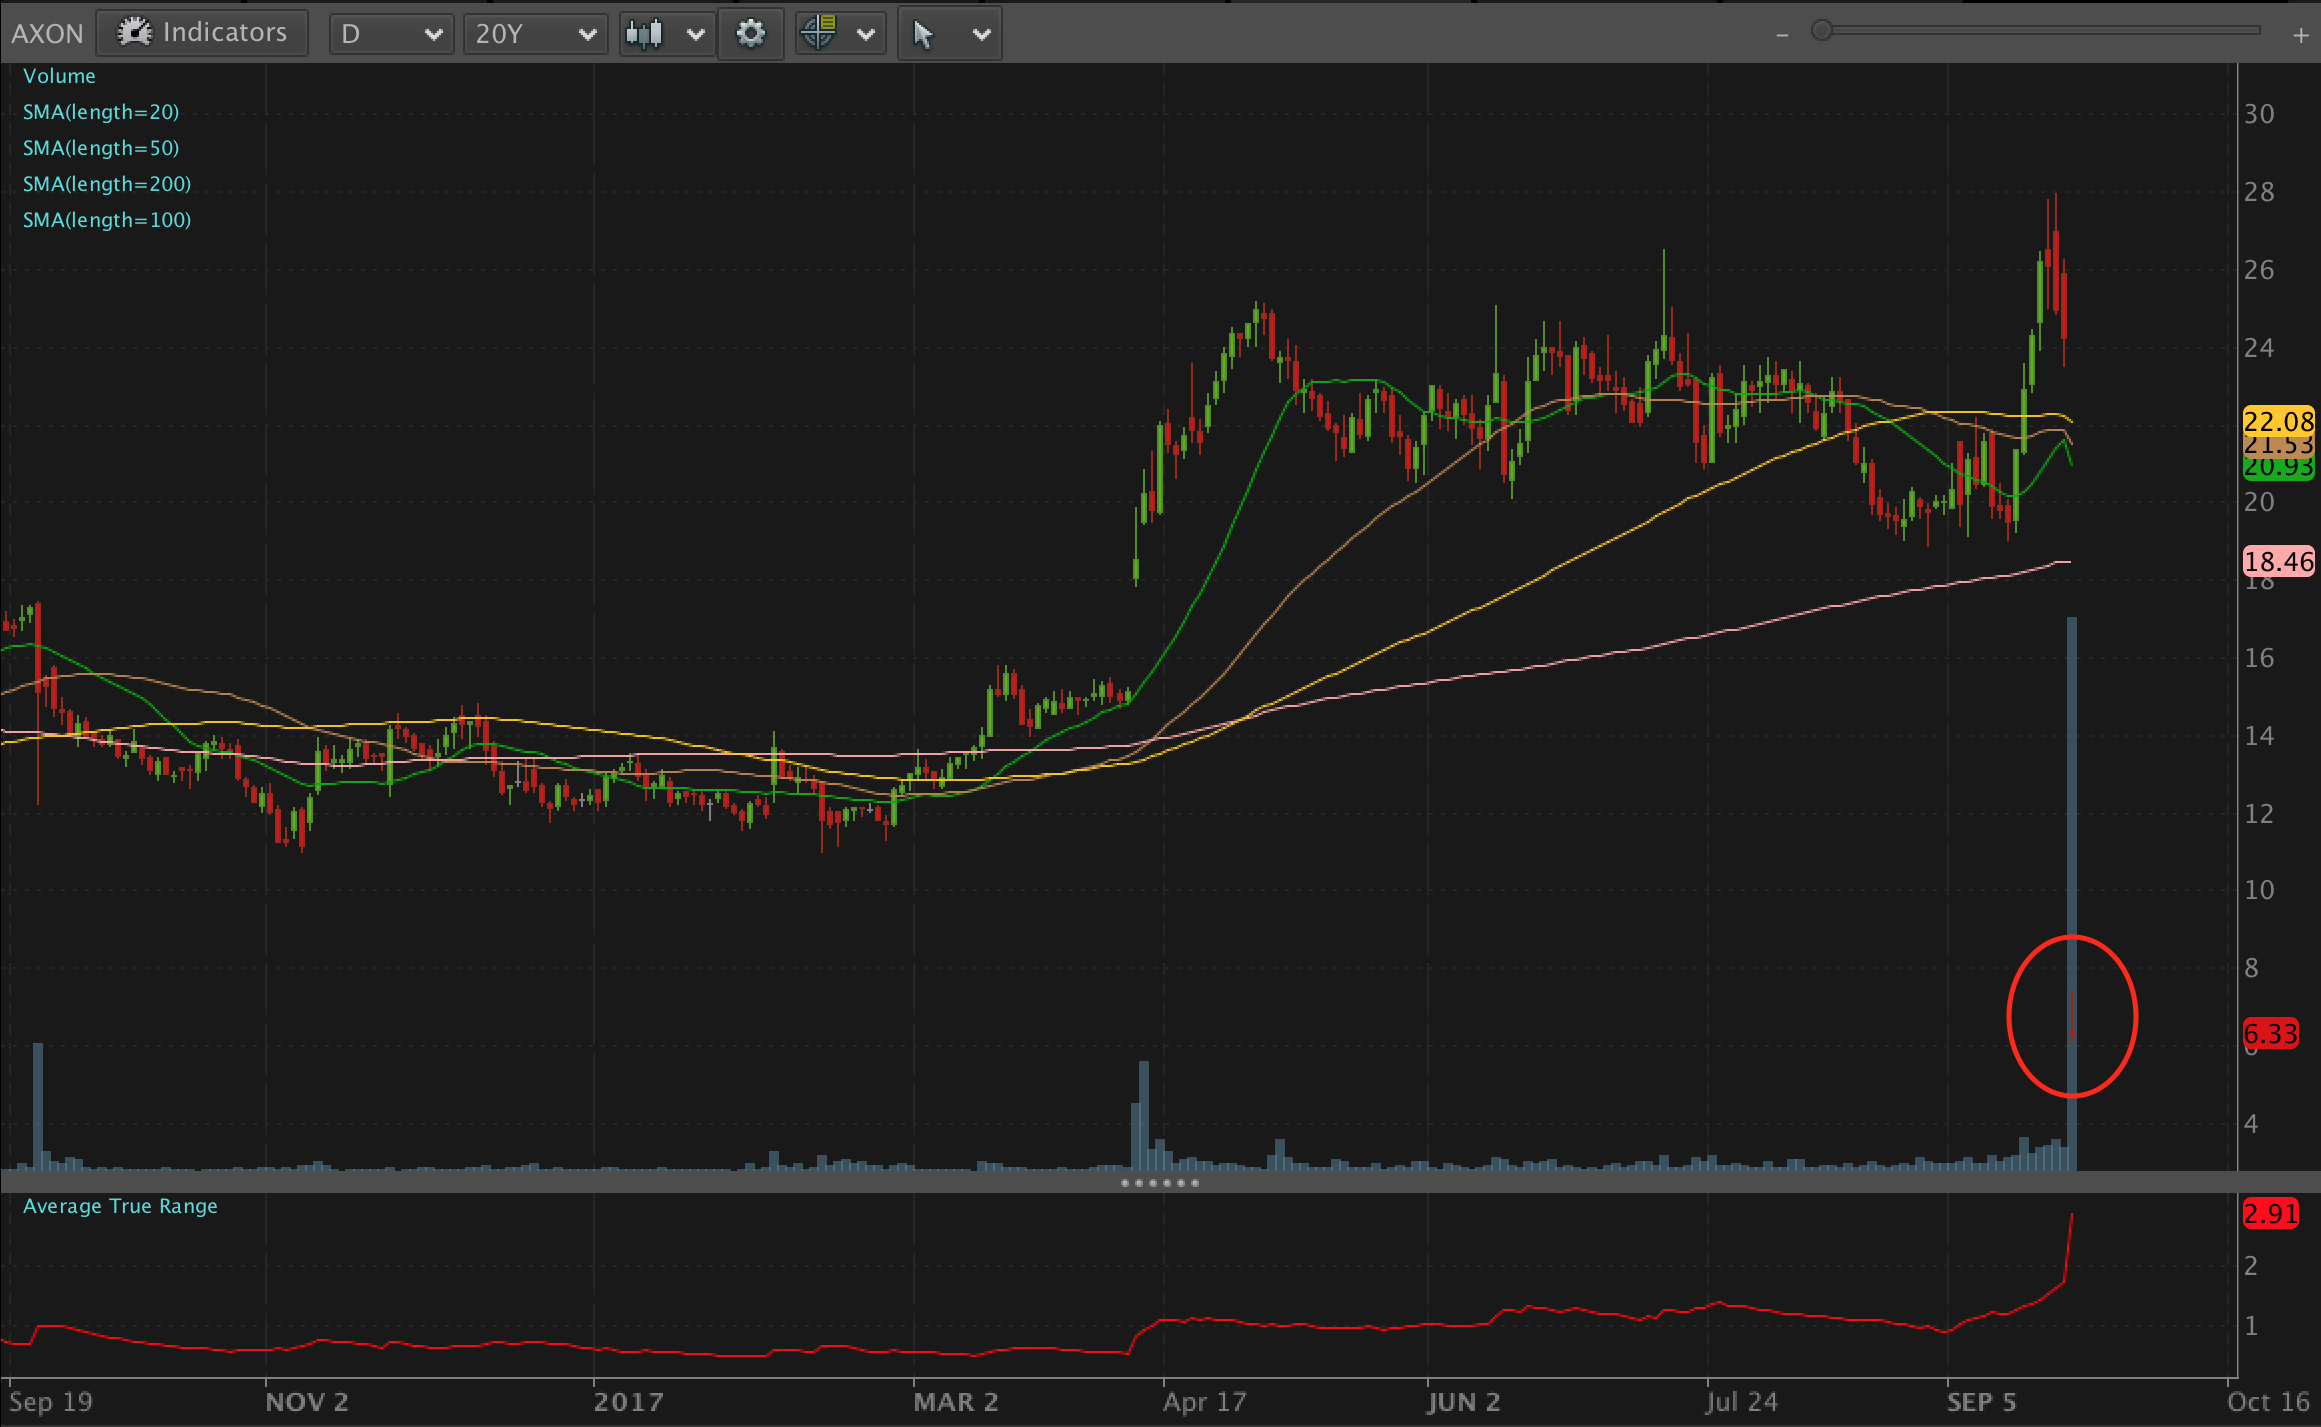 AXON Indicators D 20Y
Volume
SMA(length=20)
SMA(length=50)
SMA(length=200)
SMA(length=100)
30
28
26
24
22.08
21.53
20.93
20
18.46
18
16
14
12
10
8
6.33
6
4
Average True Range
2.91
2
1
Sep 19 NOV 2 2017 MAR 2 Apr 17 JUN 2 Jul 24 SEP 5 Oct 16